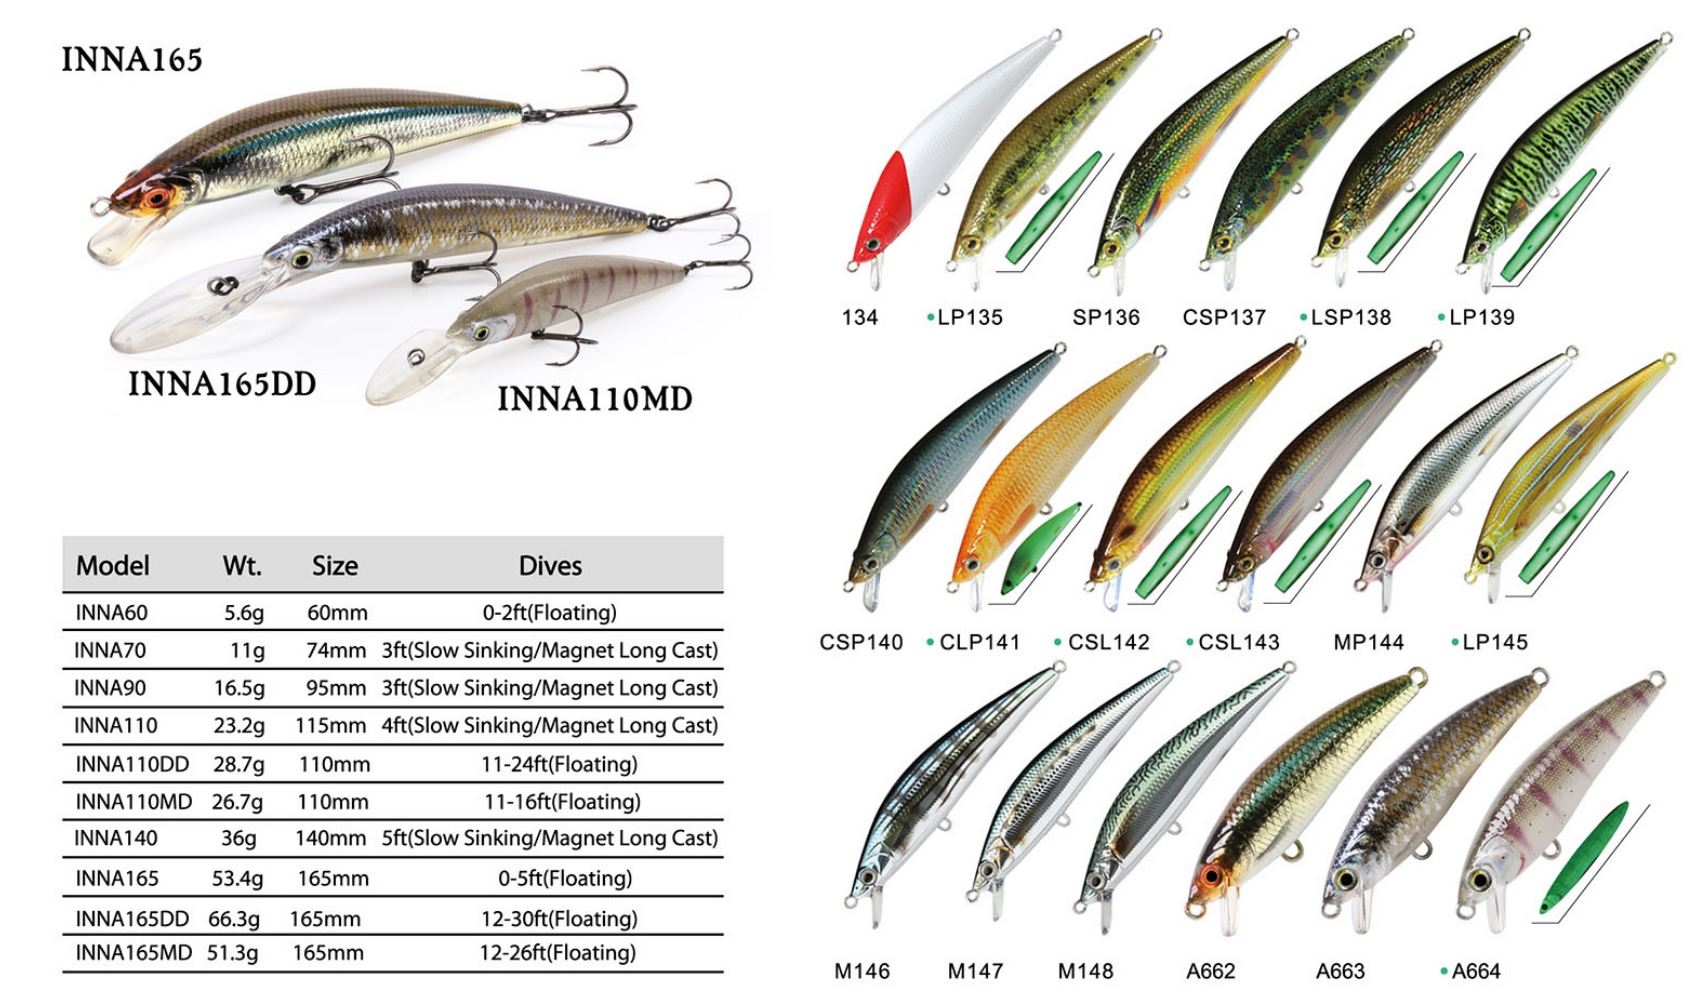 INNA165
INNA165DD
INNA110MD
Model Wt. Size Dives
INNA60 5.6g 60mm 0-2ft(Floating)
INNA70 11g 74mm 3ft(Slow Sinking/Magnet Long Cast)
INNA90 16.5g 95mm 3ft(Slow Sinking/Magnet Long Cast)
INNA110 23.2g 115mm 4ft(Slow Sinking/Magnet Long Cast)
INNA110DD 28.7g 110mm 11-24ft(Floating)
INNA110MD 26.7g 110mm 11-16ft(Floating)
INNA140 36g 140mm 5ft(Slow Sinking/Magnet Long Cast)
INNA165 53.4g 165mm 0-5ft(Floating)
INNA165DD 66.3g 165mm 12-30ft(Floating)
INNA165MD 51.3g 165mm 12-26ft(Floating)
134 •LP135 SP136 CSP137 •LSP138 •LP139
CSP140 •CLP141 •CSL142 •CSL143 MP144 •LP145
M146 M147 M148 A662 A663 •A664